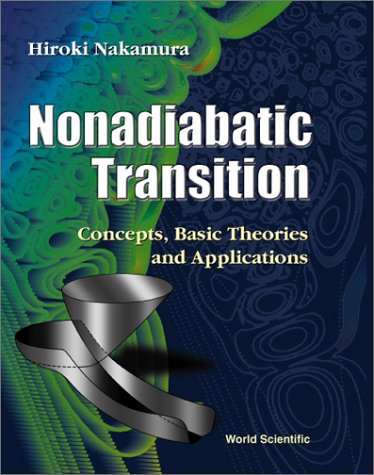 Hiroki Nakamura
Nonadiabatic
Transition
Concepts, Basic Theories
and Applications
World Scientific